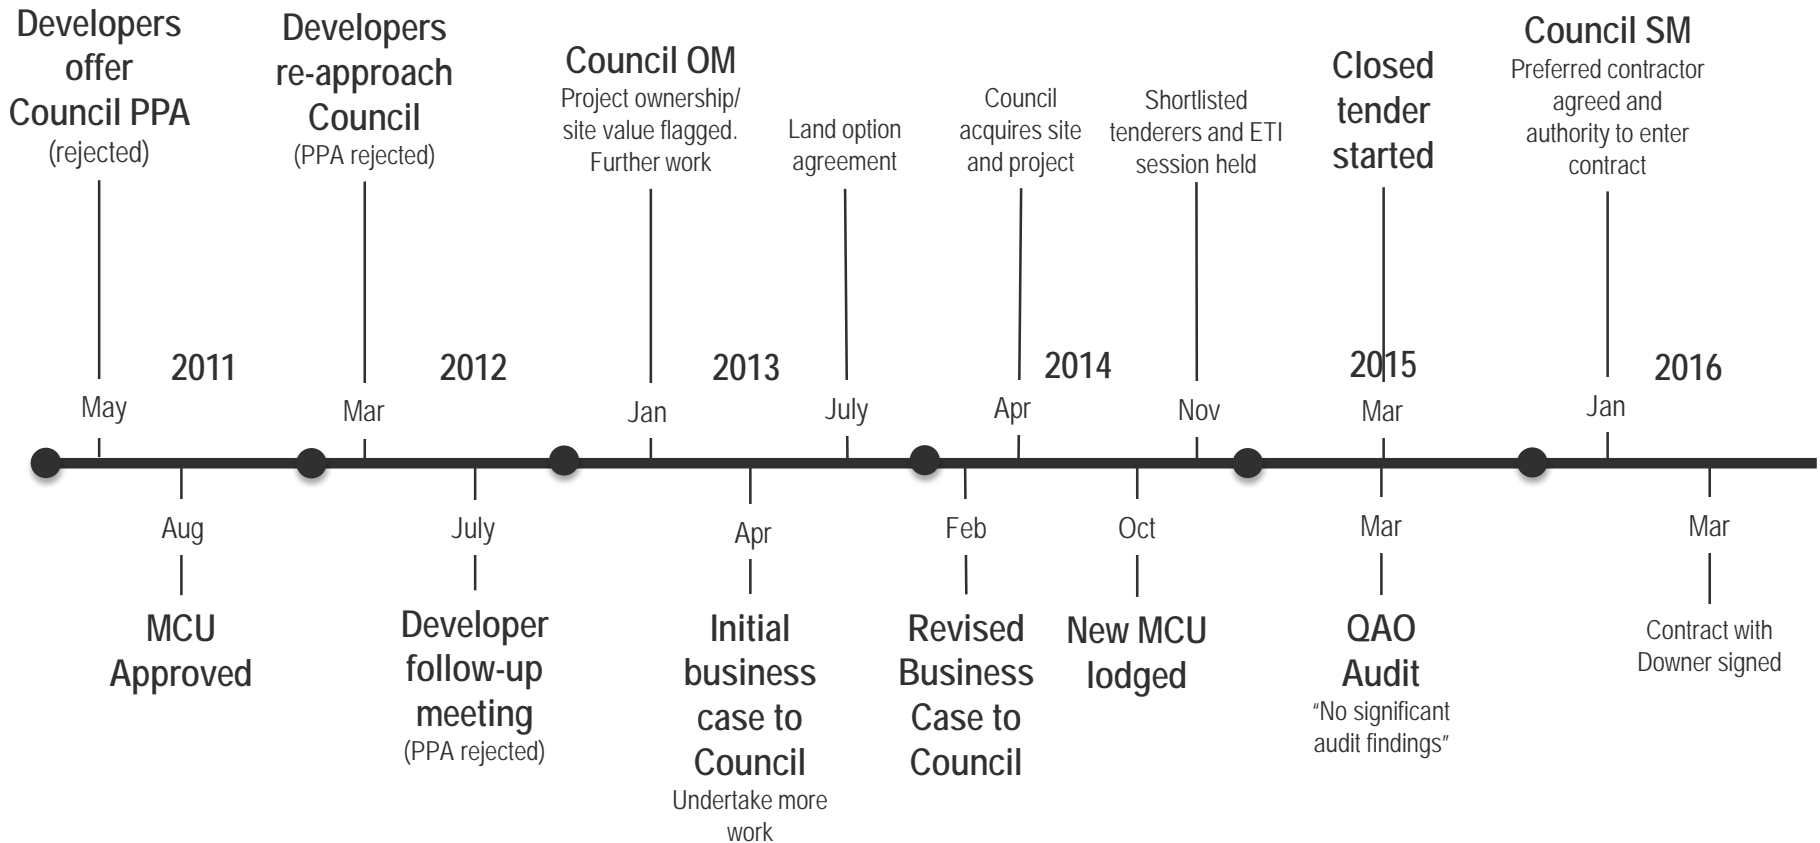 Developers
offer
Council PPA
(rejected)
Developers
re-approach
Council
(PPA rejected)
Council OM
Project ownership/
site value flagged.
Further work
Land option
agreement
Council
acquires site
and project
Shortlisted
tenderers and ETI
session held
Closed
tender
started
Council SM
Preferred contractor
agreed and
authority to enter
contract
2011
2012
2013
2014
2015
2016
May
Mar
Jan
July
Apr
Nov
Mar
Jan
Aug
July
Apr
Feb
Oct
Mar
Mar
MCU
Approved
Developer
follow-up
meeting
(PPA rejected)
Initial
business
case to
Council
Undertake more
work
Revised
Business
Case to
Council
New MCU
lodged
QAO
Audit
“No significant
audit findings”
Contract with
Downer signed